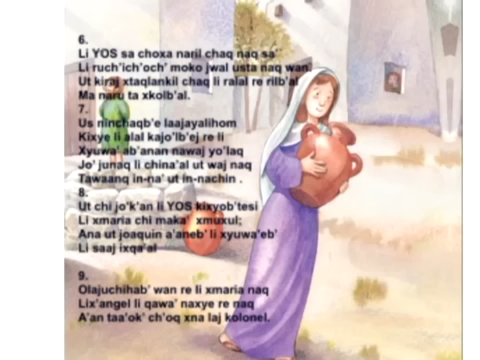 6.
Li YOS sa choxa naril chaq naq sa'
Li ruch'ich'och' moko jwal usta naq wan.
Ut kiraj xtaqlankil chaq li ralal re rilb'al
Ma naru ta xkolb'al.
7.
Us ninchaqb'e laajayalihom
Kixye li alal kajo'lb'ej re li
Xyuwa' ab'anan nawaj yo'laq
Jo' junaq li china'al ut waj naq
Tawaanq in-na' ut in-nachin .
8.
Ut chi jo'k'an li YOS kixyob'tesi
Li xmaria chi maka' xmuxul;
Ana ut joaquin a'aneb' li xyuwa'eb'
Li saaj ixqa'al
9.
Olajuchihab' wan re li xmaria naq
Lix'angel li qawa' naxye re naq
A'an taa'ok' ch'oq xna laj kolonel.